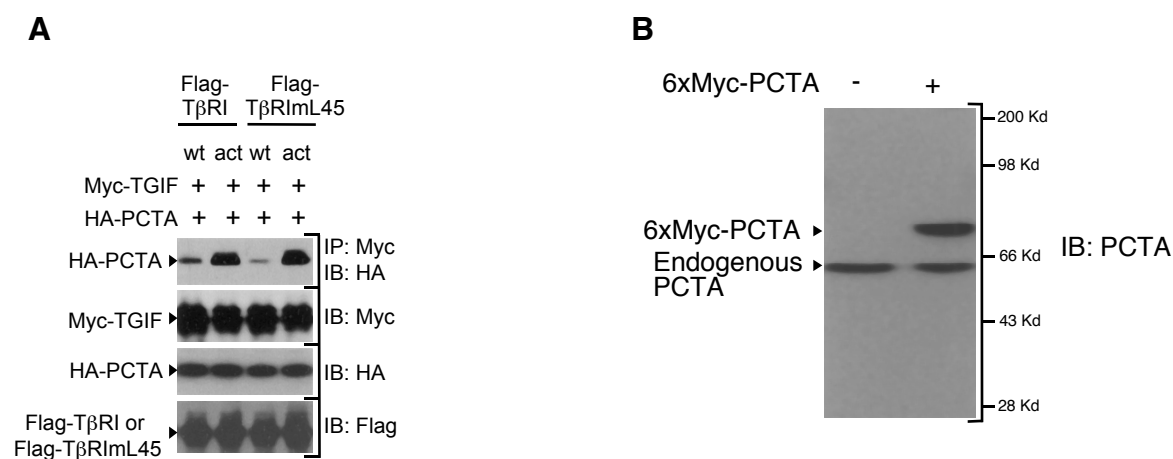 A
Flag- Flag-
TβRI TβRImL45
wt act wt act
Myc-TGIF + + + +
HA-PCTA + + + +
HA-PCTA
IP: Myc
IB: HA
Myc-TGIF
IB: Myc
HA-PCTA
IB: HA
Flag-TβRI or
Flag-TβRImL45
IB: Flag
B
6xMyc-PCTA - +
200 Kd
98 Kd
6xMyc-PCTA
66 Kd
Endogenous
PCTA
IB: PCTA
43 Kd
28 Kd